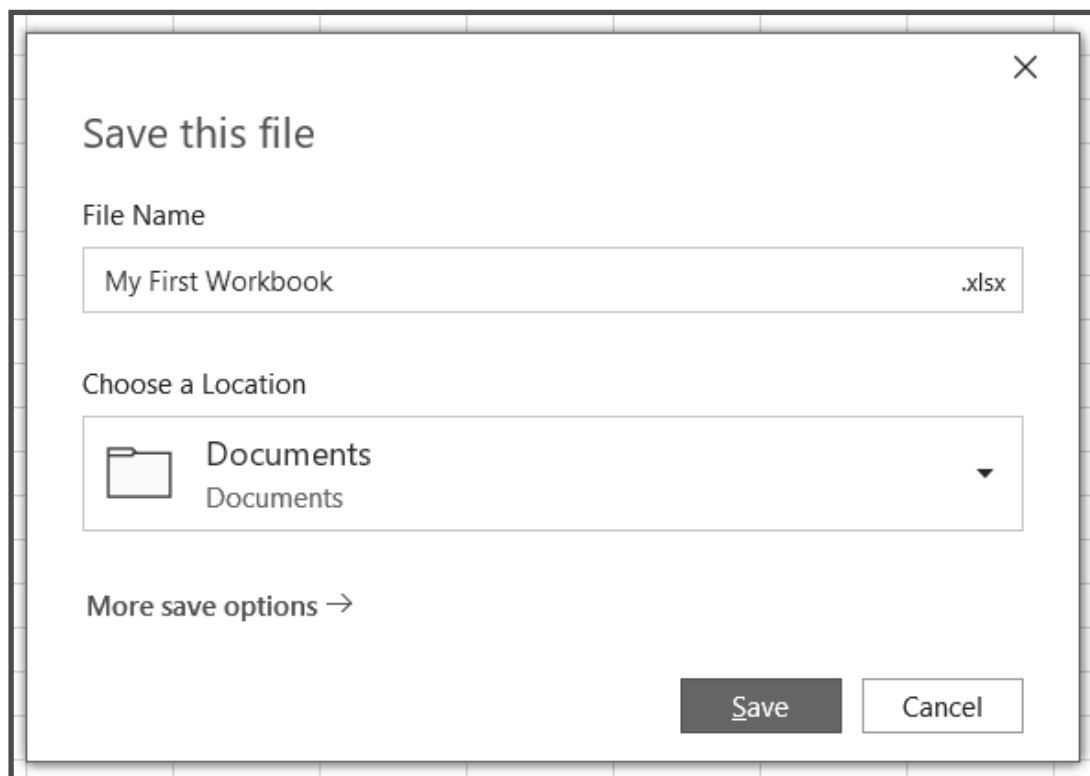 Save this file
File Name
My First Workbook .xlsx
Choose a Location
Documents
Documents
More save options →
Save Cancel